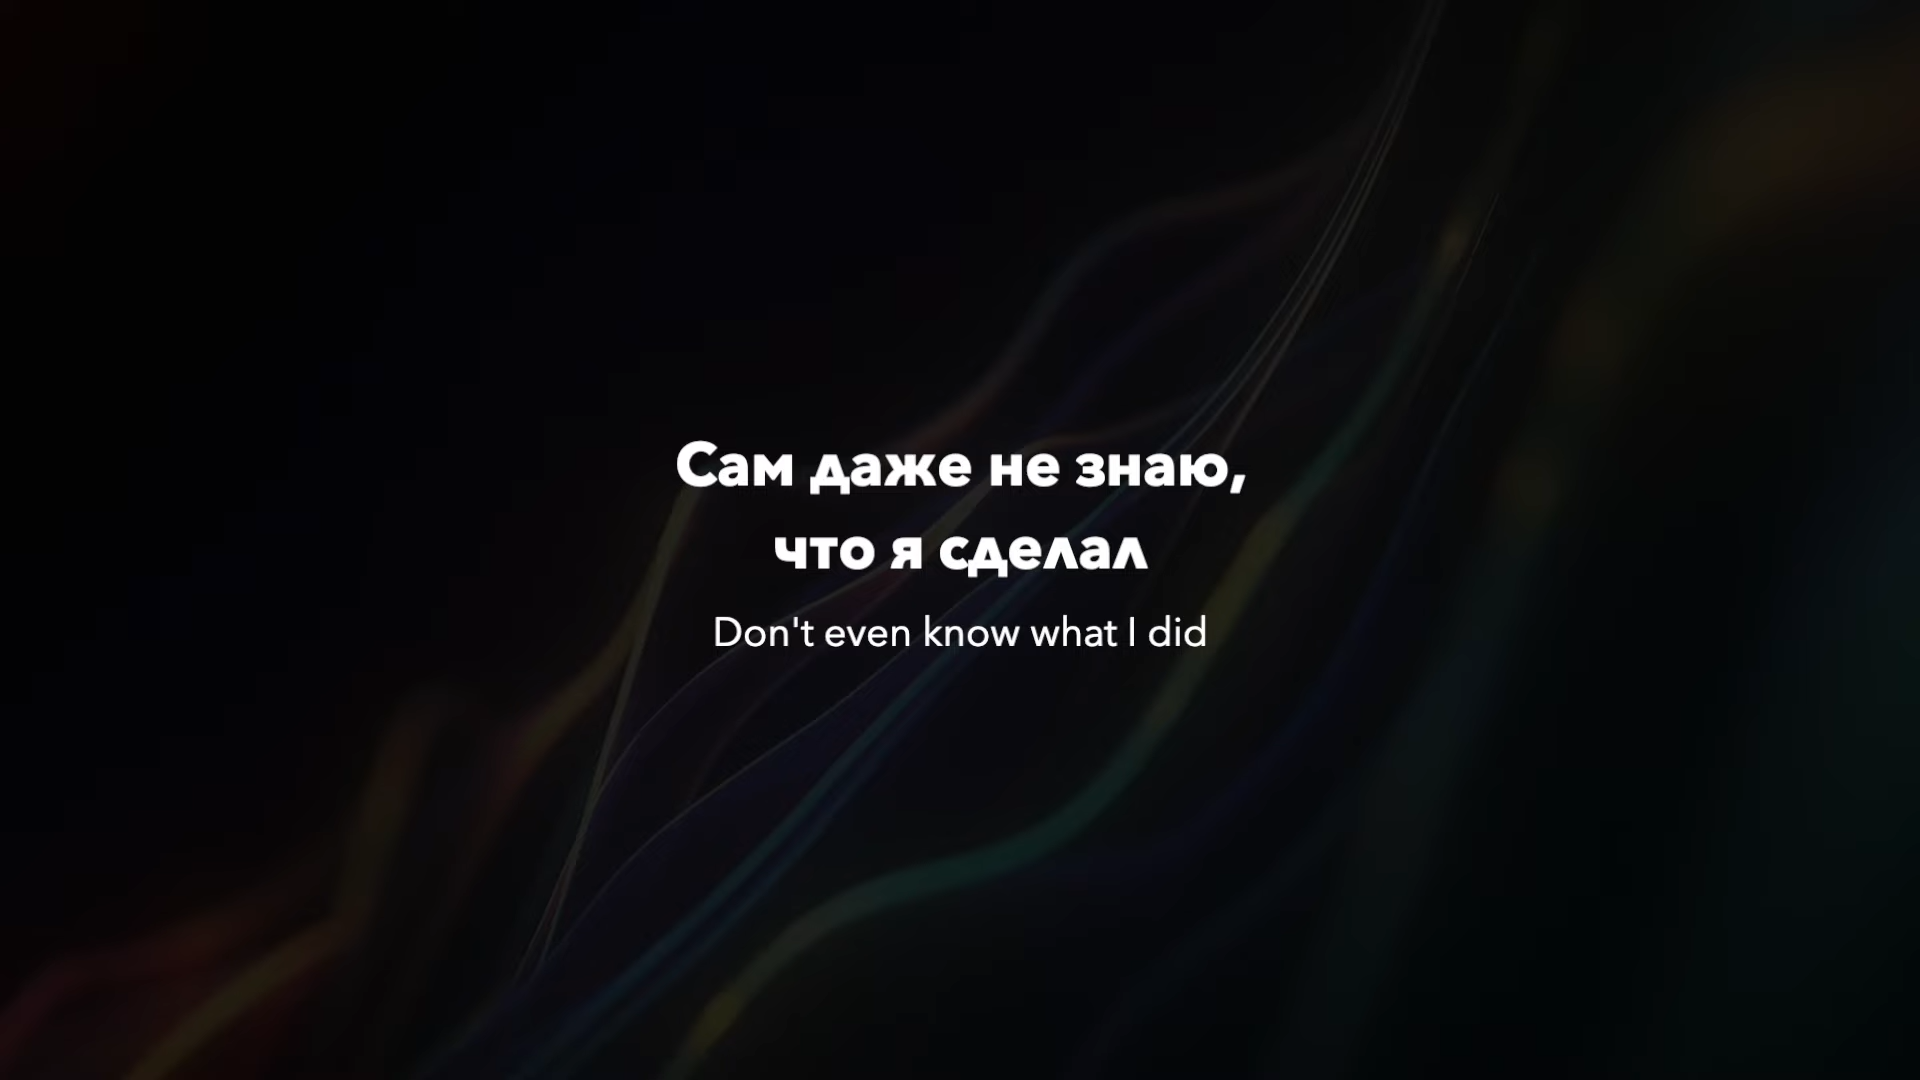 Сам даже не знаю,
что я сделал
Don't even know what I did